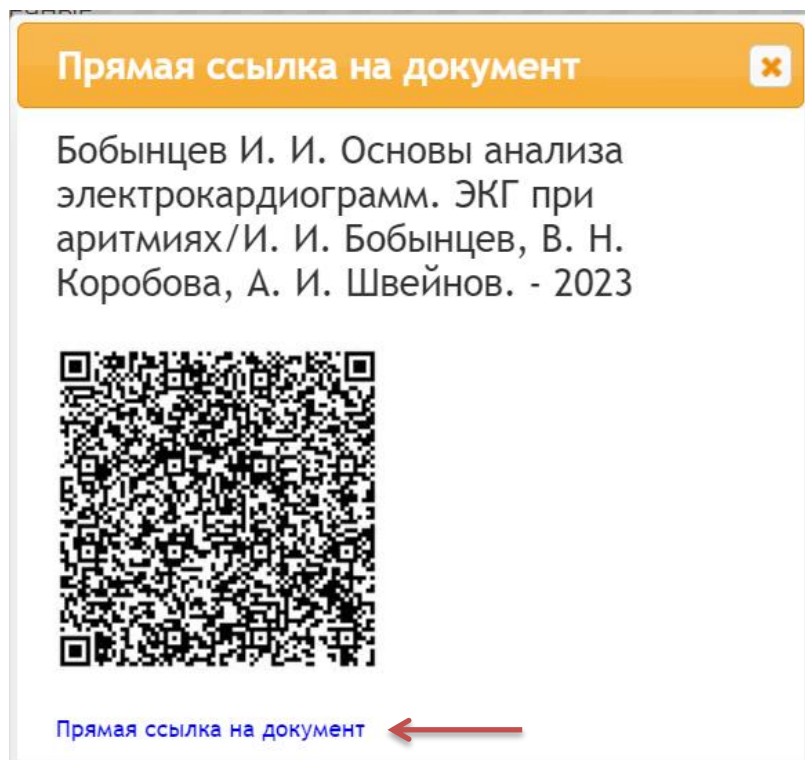 Прямая ссылка на документ
Бобынцев И. И. Основы анализа
электрокардиограмм. ЭКГ при
аритмиях/И. И. Бобынцев, В. Н.
Коробова, А. И. Швейнов. - 2023
Прямая ссылка на документ